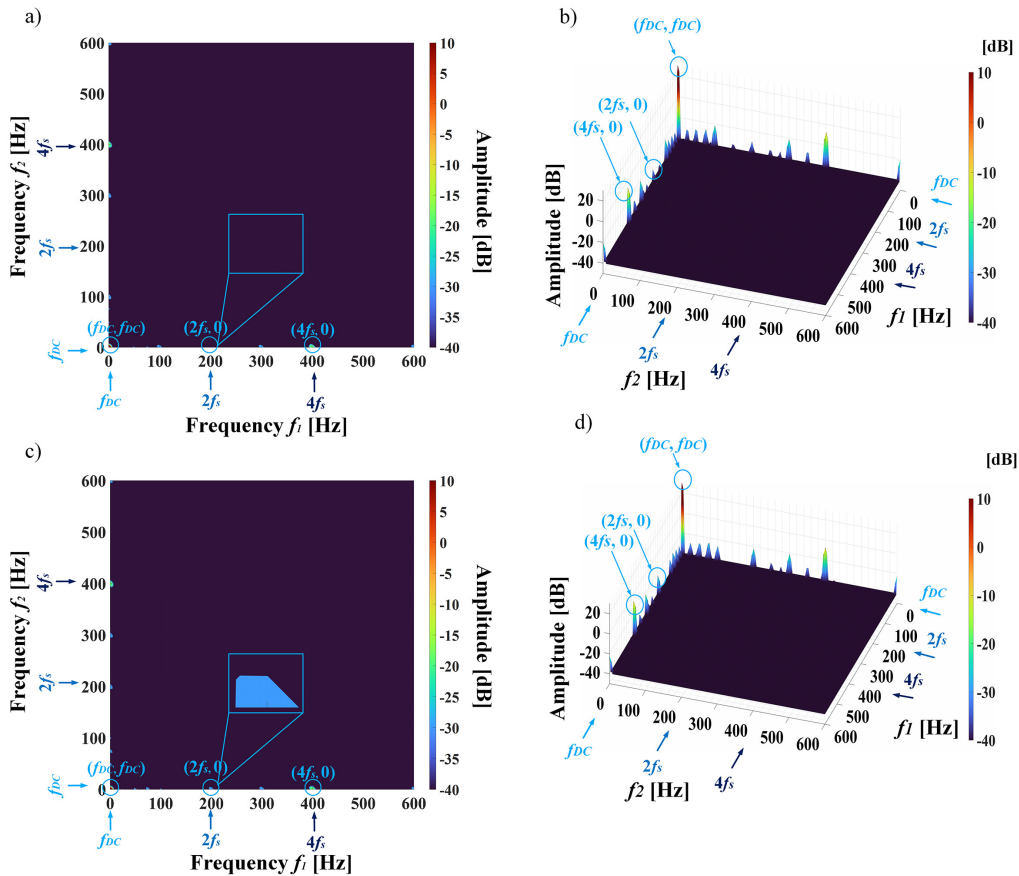 a)
600
500
400
300
200
100
0
Frequency f2 [Hz]
4fs
2fs
fDC
(fDC, fDC)
(2fs, 0)
(4fs, 0)
0
100
200
300
400
500
600
fDC
2fs
4fs
Frequency f1 [Hz]
10
5
0
-5
-10
-15
-20
-25
-30
-35
-40
Amplitude [dB]
b)
(fDC, fDC)
(2fs, 0)
(4fs, 0)
[dB]
10
0
-10
-20
-30
-40
Amplitude [dB]
20
0
-20
-40
0
100
200
300
400
500
600
fDC
2fs
4fs
f2 [Hz]
0
100
200
300
400
500
600
fDC
2fs
4fs
f1 [Hz]
c)
600
500
400
300
200
100
0
Frequency f2 [Hz]
4fs
2fs
fDC
(fDC, fDC)
(2fs, 0)
(4fs, 0)
0
100
200
300
400
500
600
fDC
2fs
4fs
Frequency f1 [Hz]
10
5
0
-5
-10
-15
-20
-25
-30
-35
-40
Amplitude [dB]
d)
(fDC, fDC)
(2fs, 0)
(4fs, 0)
[dB]
10
0
-10
-20
-30
-40
Amplitude [dB]
20
0
-20
-40
0
100
200
300
400
500
600
fDC
2fs
4fs
f2 [Hz]
0
100
200
300
400
500
600
fDC
2fs
4fs
f1 [Hz]